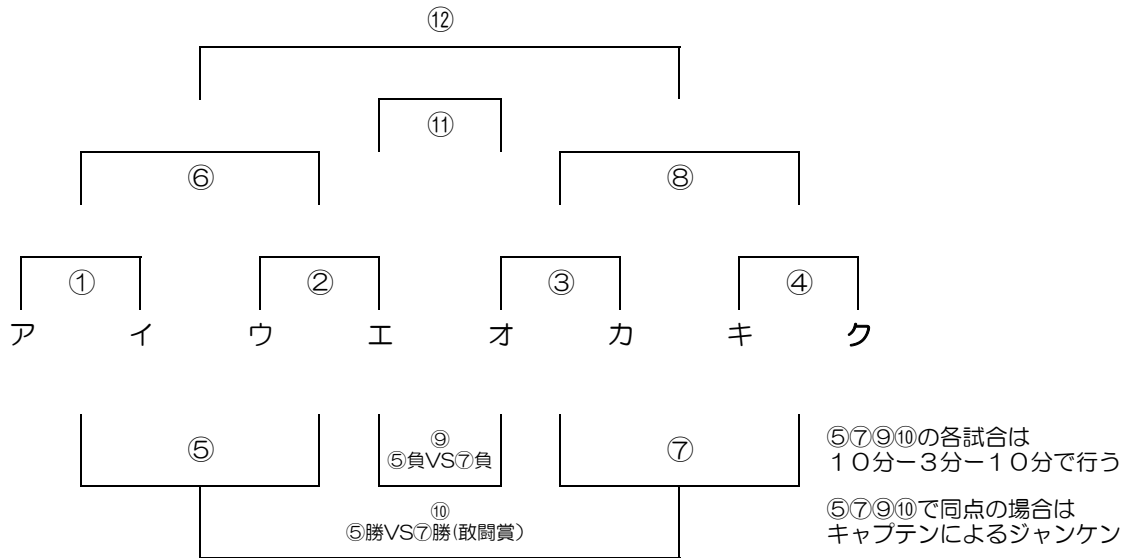 ⑫
⑪
⑥ ⑧
① ② ③ ④
ア イ ウ エ オ カ キ ク
⑤
⑨
⑤負VS⑦負
⑦
⑩
⑤勝VS⑦勝(敢闘賞)
⑤⑦⑨⑩の各試合は
10分ー3分ー10分で行う
⑤⑦⑨⑩で同点の場合は
キャプテンによるジャンケン